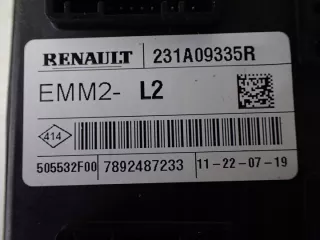 RENAULT 231A09335R
EMM2- L2
414
505532F00 7892487233 11-22-07-19